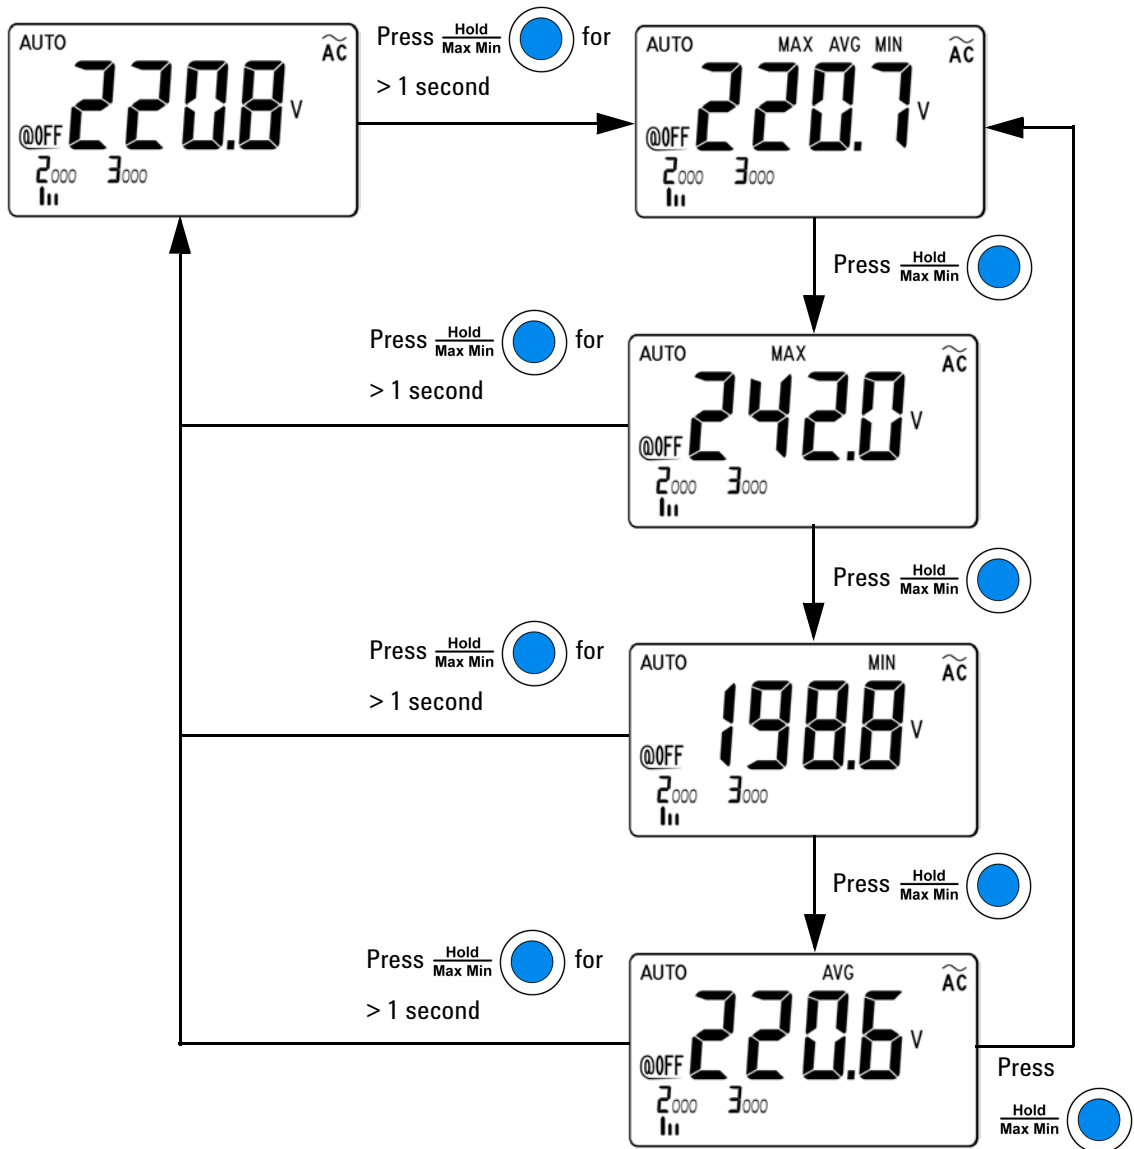 AUTO
AC
220.8 V
@OFF
2000 3000
Press Hold
Max Min for
> 1 second
AUTO MAX AVG MIN
AC
220.7 V
@OFF
2000 3000
Press Hold
Max Min
Press Hold
Max Min for
> 1 second
AUTO MAX
AC
242.0 V
@OFF
2000 3000
Press Hold
Max Min
Press Hold
Max Min for
> 1 second
AUTO MIN
AC
198.8 V
@OFF
2000 3000
Press Hold
Max Min
Press Hold
Max Min for
> 1 second
AUTO AVG
AC
220.6 V
@OFF
2000 3000
Press
Hold
Max Min